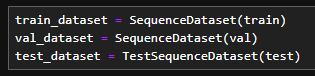 train_dataset = SequenceDataset(train)
val_dataset = SequenceDataset(val)
test_dataset = TestSequenceDataset(test)